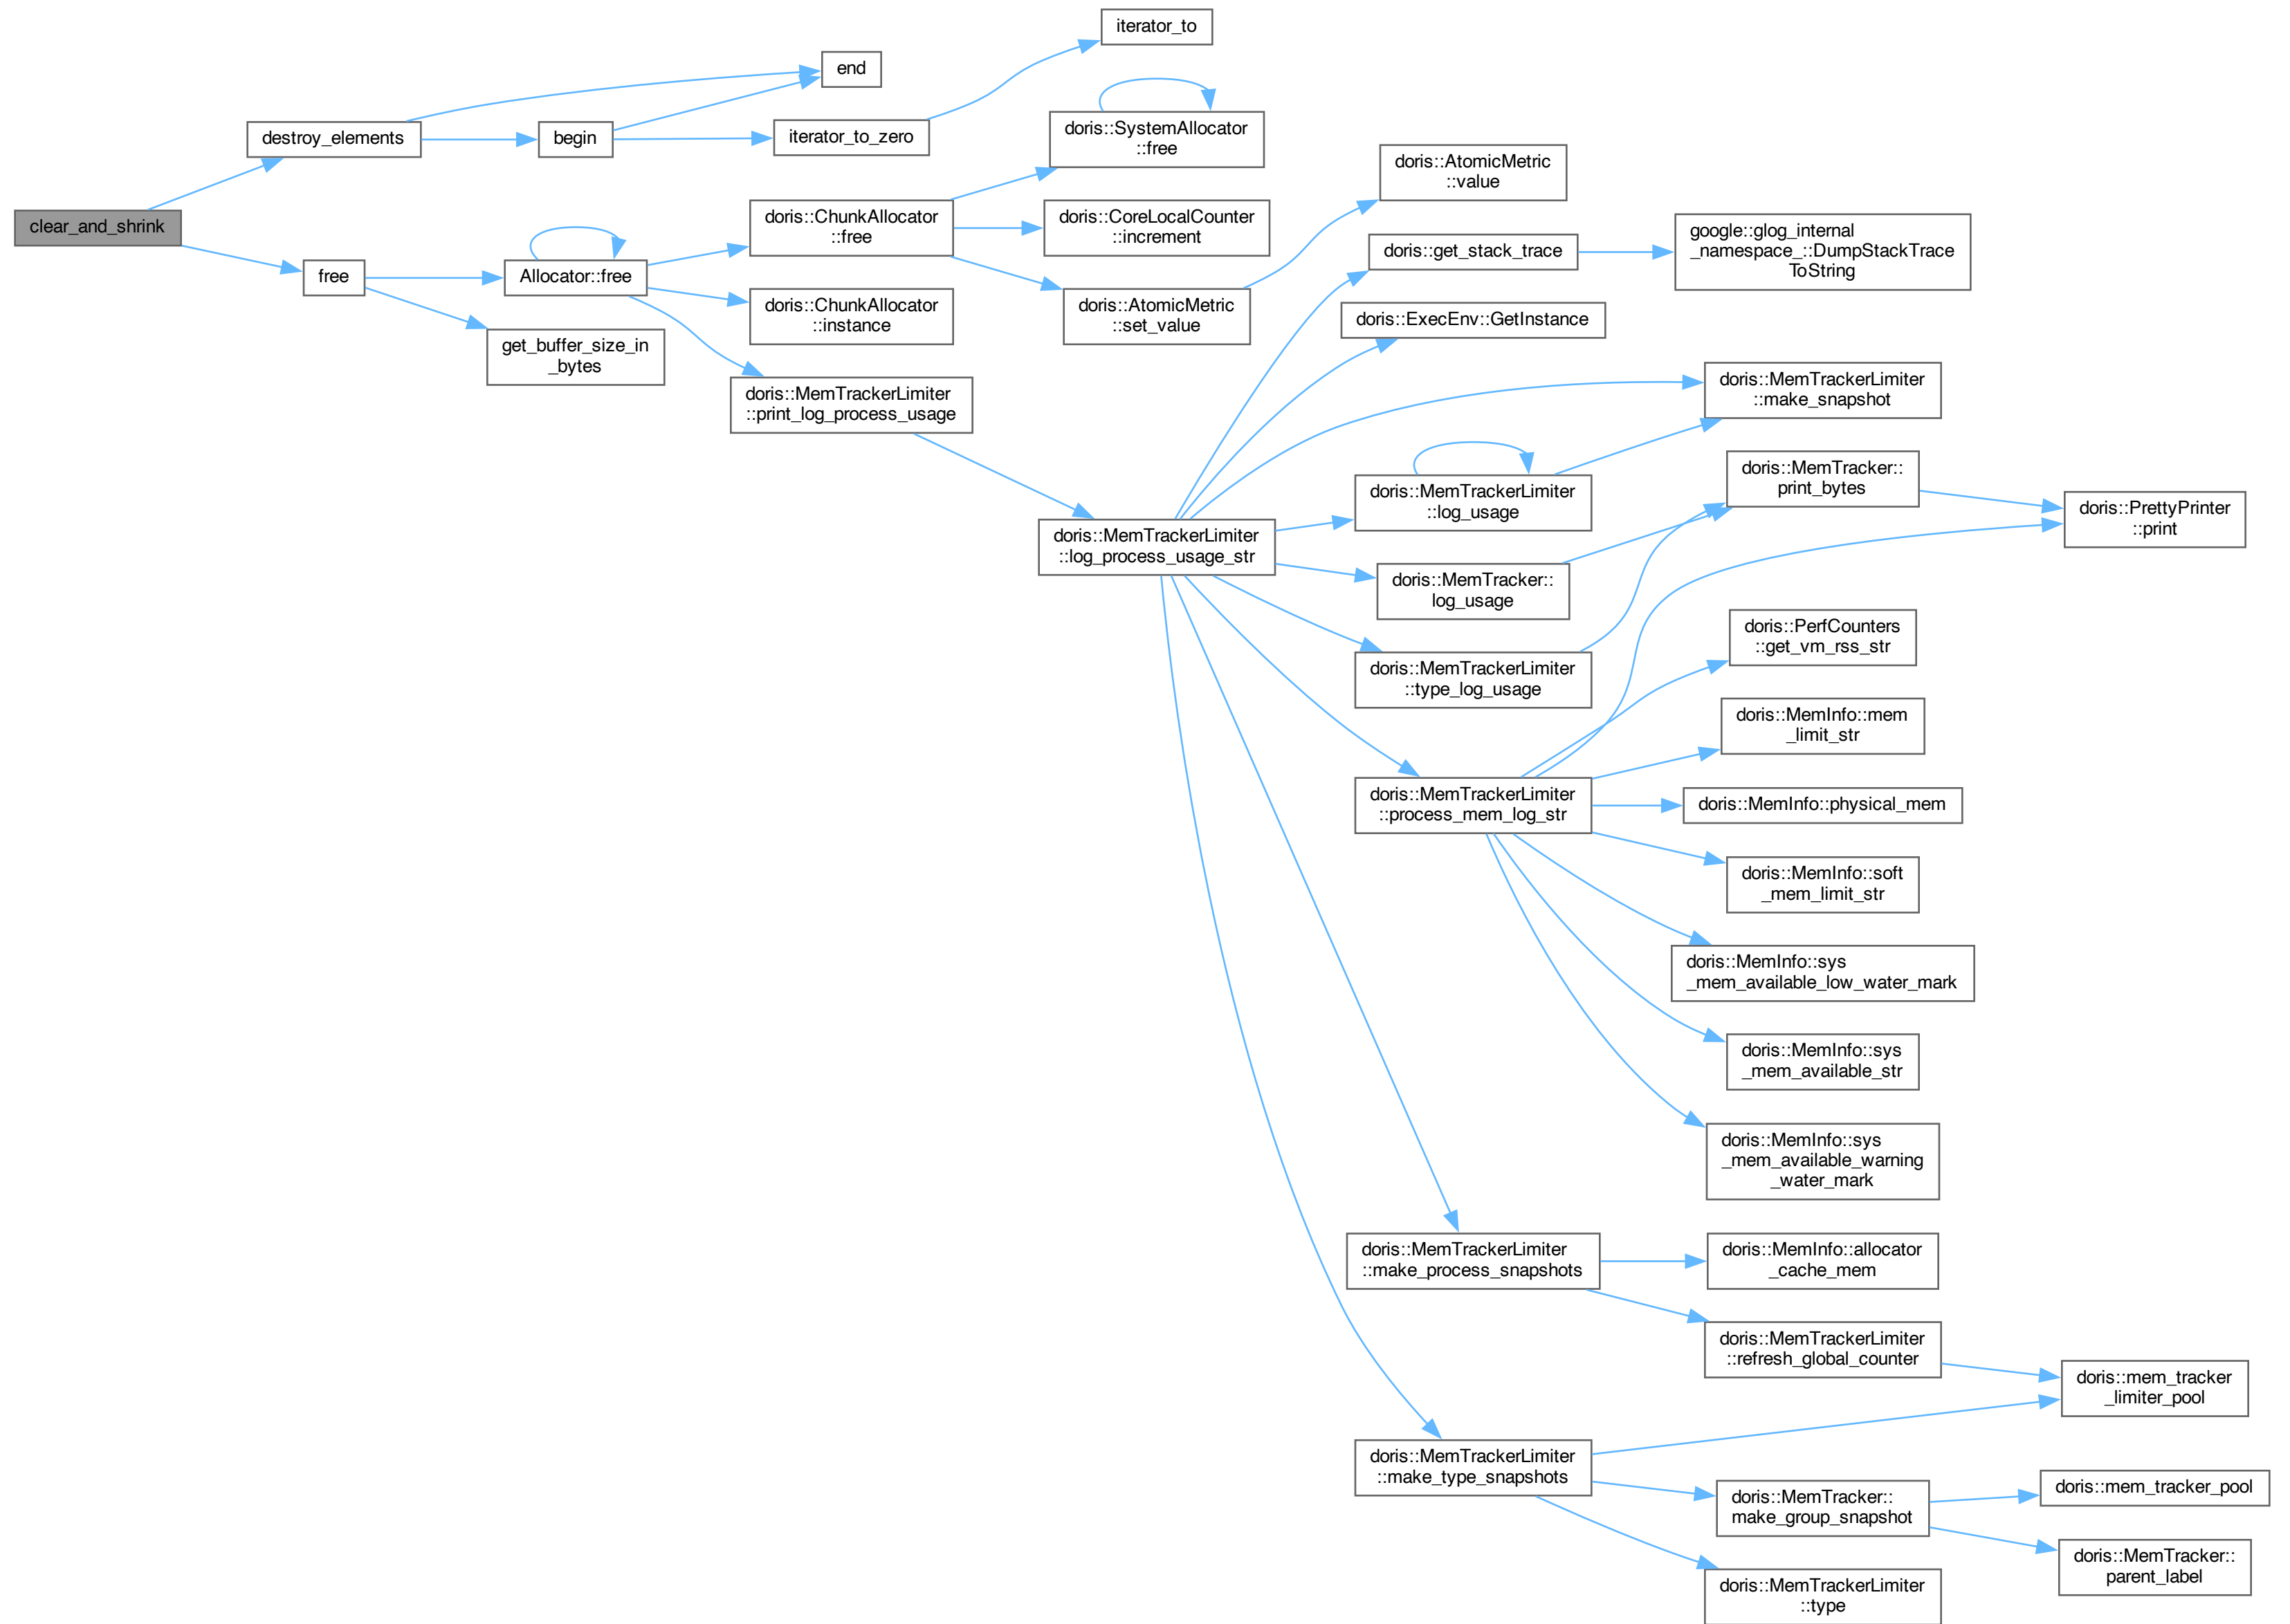 iterator_to
end
destroy_elements
begin
iterator_to_zero
doris::SystemAllocator
::free
clear_and_shrink
doris::ChunkAllocator
::free
doris::CoreLocalCounter
::increment
doris::AtomicMetric
::value
free
Allocator::free
doris::ChunkAllocator
::instance
doris::AtomicMetric
::set_value
doris::get_stack_trace
google::glog_internal
_namespace_::DumpStackTrace
ToString
get_buffer_size_in
_bytes
doris::ExecEnv::GetInstance
doris::MemTrackerLimiter
::print_log_process_usage
doris::MemTrackerLimiter
::make_snapshot
doris::MemTrackerLimiter
::log_usage
doris::MemTracker::
print_bytes
doris::PrettyPrinter
::print
doris::MemTrackerLimiter
::log_process_usage_str
doris::MemTracker::
log_usage
doris::MemTrackerLimiter
::type_log_usage
doris::PerfCounters
::get_vm_rss_str
doris::MemInfo::mem
_limit_str
doris::MemTrackerLimiter
::process_mem_log_str
doris::MemInfo::physical_mem
doris::MemInfo::soft
_mem_limit_str
doris::MemInfo::sys
_mem_available_low_water_mark
doris::MemInfo::sys
_mem_available_str
doris::MemInfo::sys
_mem_available_warning
_water_mark
doris::MemTrackerLimiter
::make_process_snapshots
doris::MemInfo::allocator
_cache_mem
doris::MemTrackerLimiter
::refresh_global_counter
doris::mem_tracker
_limiter_pool
doris::MemTrackerLimiter
::make_type_snapshots
doris::MemTracker::
make_group_snapshot
doris::mem_tracker_pool
doris::MemTracker::
parent_label
doris::MemTrackerLimiter
::type